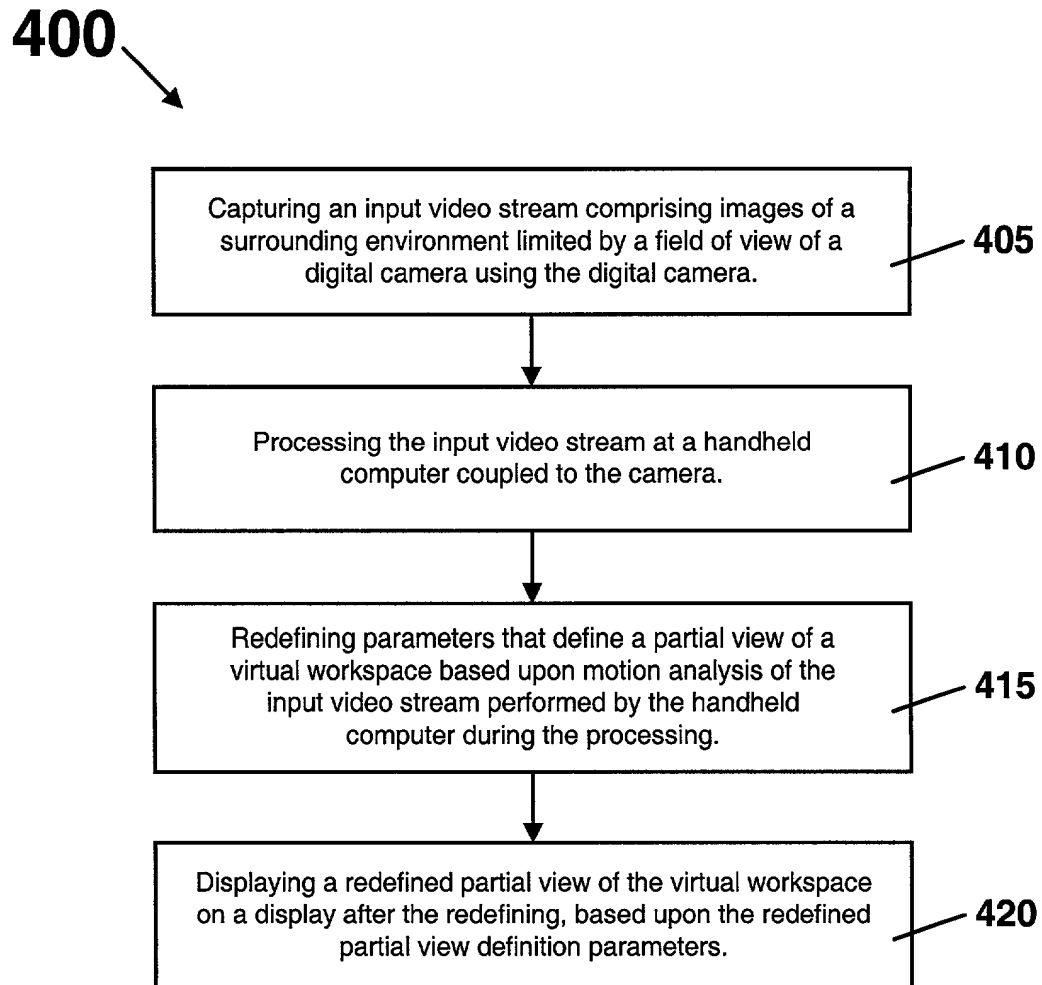 400
Capturing an input video stream comprising images of a
surrounding environment limited by a field of view of a
digital camera using the digital camera.
405
Processing the input video stream at a handheld
computer coupled to the camera.
410
Redefining parameters that define a partial view of a
virtual workspace based upon motion analysis of the
input video stream performed by the handheld
computer during the processing.
415
Displaying a redefined partial view of the virtual workspace
on a display after the redefining, based upon the redefined
partial view definition parameters.
420